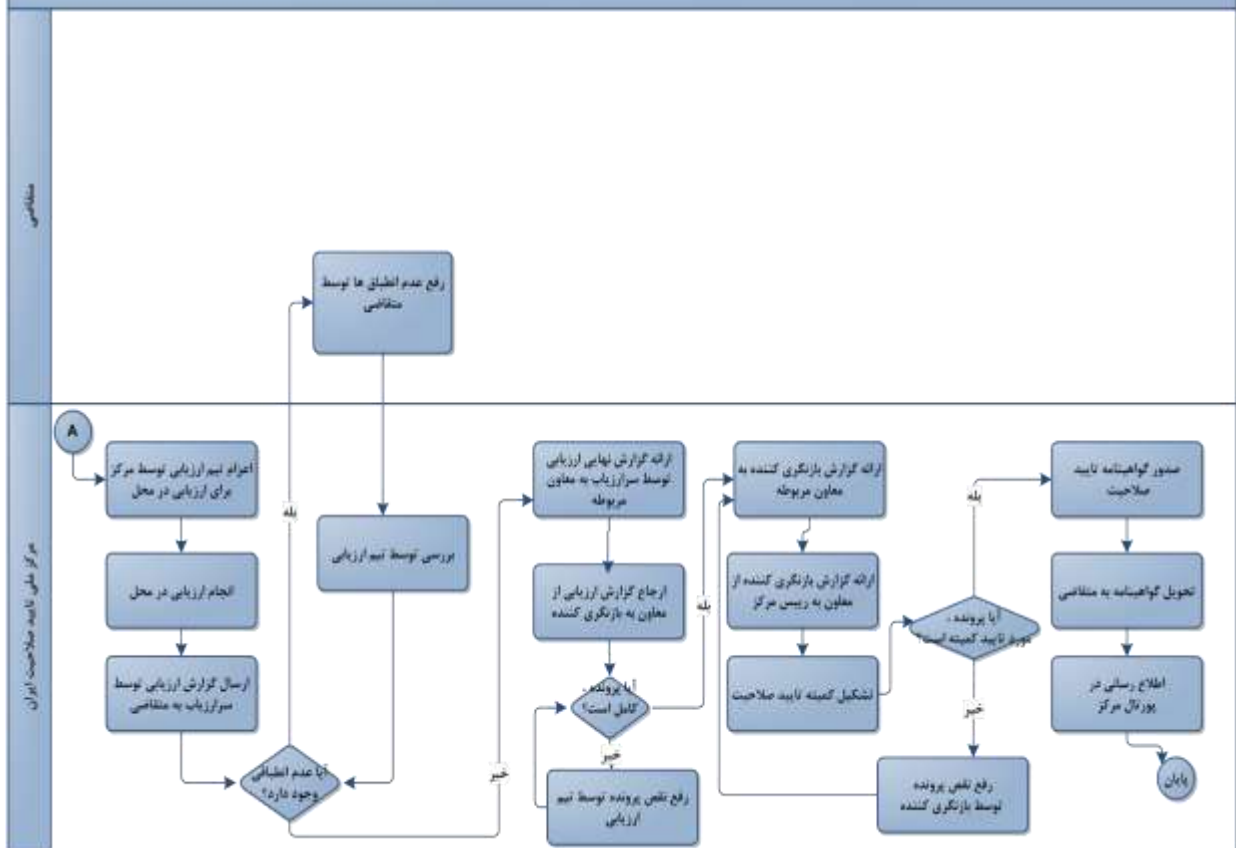 متقاضی
رفع عدم انطباق ها توسط
متقاضی
مرکز ملی تایید صلاحیت ایران
A
اعزام تیم ارزیابی توسط مرکز
برای ارزیابی در محل
انجام ارزیابی در محل
ارسال گزارش ارزیابی توسط
سرارزیاب به متقاضی
آیا عدم انطباقی
وجود دارد؟
بله
بررسی توسط تیم ارزیابی
خیر
ارائه گزارش نهایی ارزیابی
توسط سرارزیاب به معاون
مربوطه
ارجاع گزارش ارزیابی از
معاون به بازنگری کننده
آیا پرونده ،
کامل است؟
خیر
رفع نقص پرونده توسط تیم
ارزیابی
بله
ارائه گزارش بازنگری کننده به
معاون مربوطه
ارائه گزارش بازنگری کننده از
معاون به رییس مرکز
تشکیل کمیته تایید صلاحیت
آیا پرونده ،
مورد تایید کمیته است؟
خیر
رفع نقص پرونده
توسط بازنگری کننده
بله
صدور گواهینامه تایید
صلاحیت
تحویل گواهینامه به متقاضی
اطلاع رسانی در
پورتال مرکز
پایان